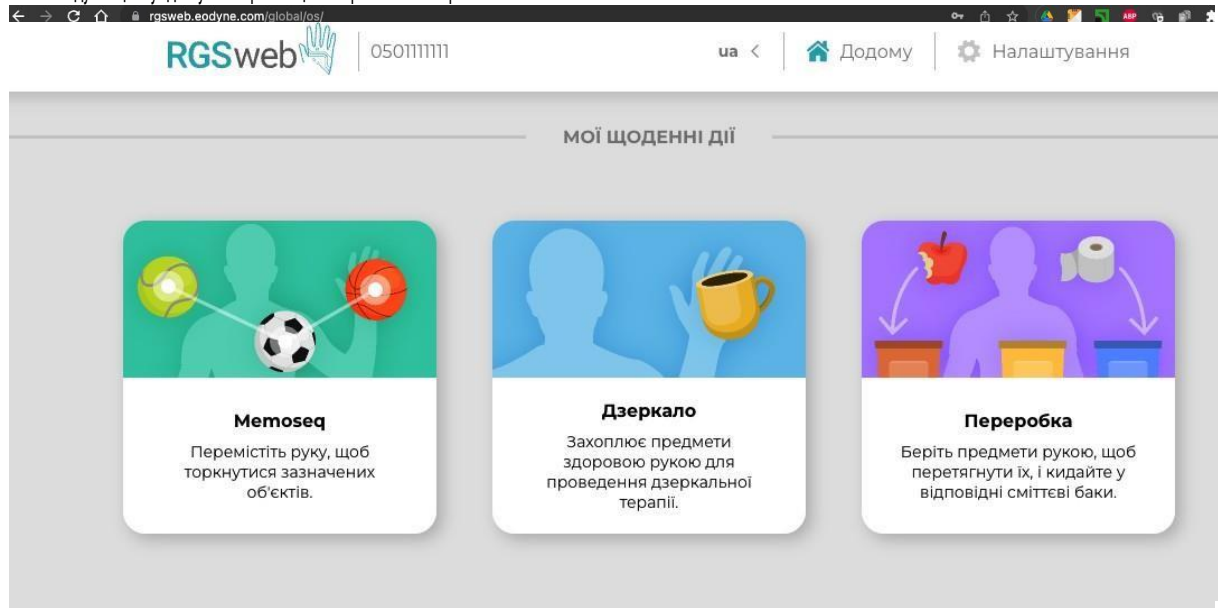 rgsweb.eodyne.com/global/os/
ABP
RGSweb
0501111111
ua <
Додому
Налаштування
МОЇ ЩОДЕННІ ДІЇ
Memoseq
Перемістіть руку, щоб
торкнутися зазначених
об'єктів.
Дзеркало
Захоплює предмети
здоровою рукою для
проведення дзеркальної
терапії.
Переробка
Беріть предмети рукою, щоб
перетягнути їх, і кидайте у
відповідні сміттєві баки.